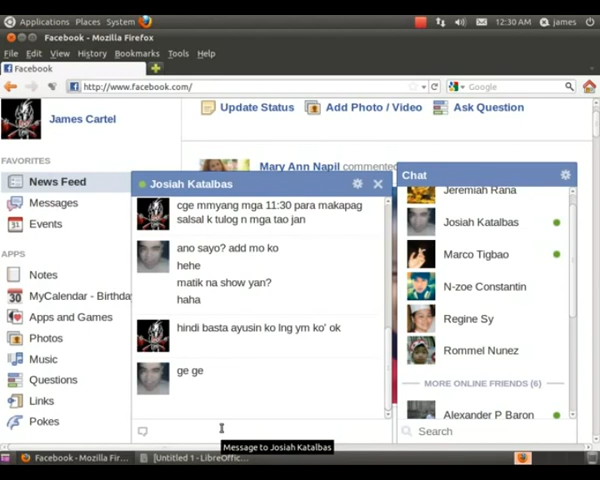 Applications Places System 12:30 AM james
Facebook - Mozilla Firefox
File Edit View History Bookmarks Tools Help
Facebook
http://www.facebook.com/ Google
James Cartel
Update Status Add Photo / Video Ask Question
Mary Ann Napil commented
FAVORITES
News Feed
Messages
Events
31
APPS
Notes
30 MyCalendar - Birthda
Apps and Games
Photos
Music
Questions
Links
Pokes
Josiah Katalbas
cge mmyang mga 11:30 para makapag
salsal k tulog n mga tao jan
ano sayo? add mo ko
hehe
matik na show yan?
haha
hindi basta ayusin ko lng ym ko' ok
ge ge
Message to Josiah Katalbas
Chat
Jeremiah Rana
Josiah Katalbas
Marco Tigbao
N-zoe Constantin
Regine Sy
Rommel Nunez
MORE ONLINE FRIENDS (6)
Alexander P Baron
Search
Facebook - Mozilla Fir... [Untitled 1 - LibreOffic...